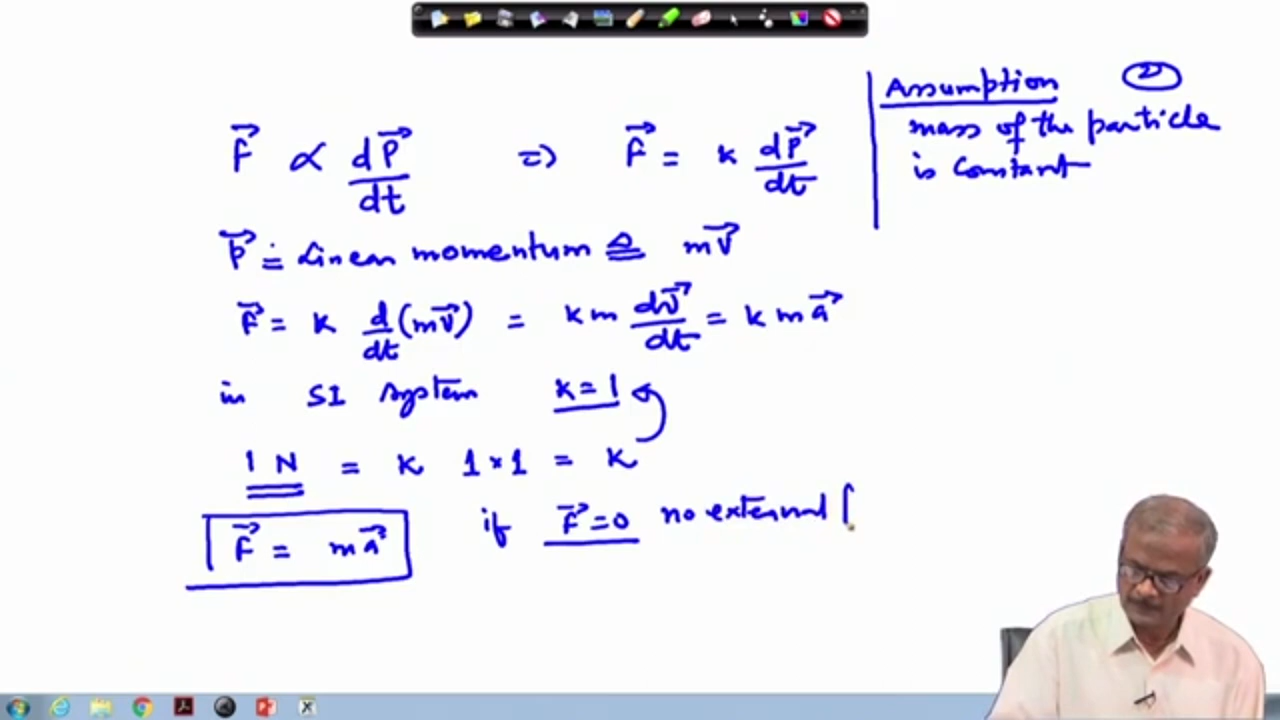 Assumption ②
mass of the particle
is constant
F⃗ ∝ dP⃗/dt ⇒ F⃗ = k dP⃗/dt
P⃗ ≐ Linear momentum ≜ mv⃗
F⃗ = k d/dt (mv⃗) = km dv⃗/dt = k m a⃗
in SI system k = 1
1 N = k 1×1 = k
F⃗ = m a⃗ if F⃗=0 no external f